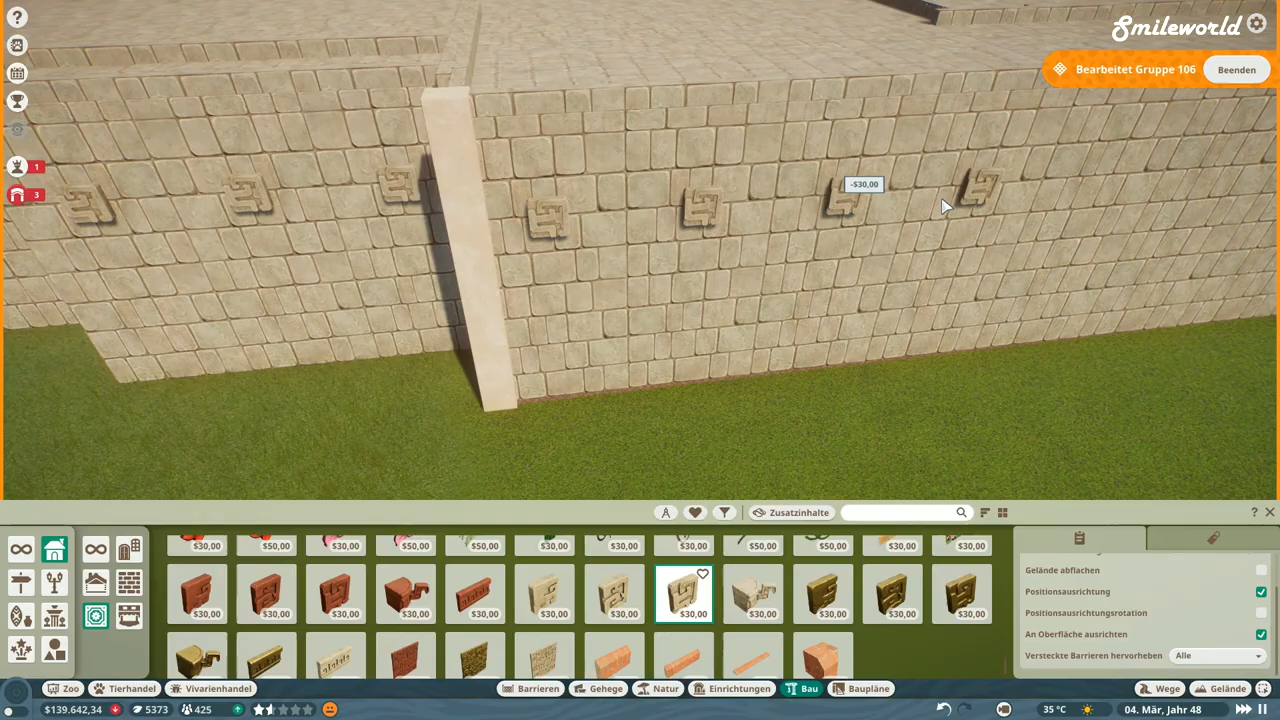 Smileworld
Bearbeitet Gruppe 106
Beenden
1
3
-$30,00
Zusatzinhalte
?
?
$30,00 $50,00 $30,00 $30,00 $50,00 $30,00 $30,00 $30,00 $50,00 $50,00 $30,00 $30,00
$30,00 $30,00 $30,00 $30,00 $30,00 $30,00 $30,00 $30,00 $30,00 $30,00 $30,00 $30,00
Gelände abflachen
Positionsausrichtung
Positionsausrichtungsrotation
An Oberfläche ausrichten
Versteckte Barrieren hervorheben Alle
Zoo Tierhandel Vivarienhandel Barrieren Gehege Natur Einrichtungen Bau Baupläne Wege Gelände
$139.642,34 5373 425 35 °C 04. Mär, Jahr 48